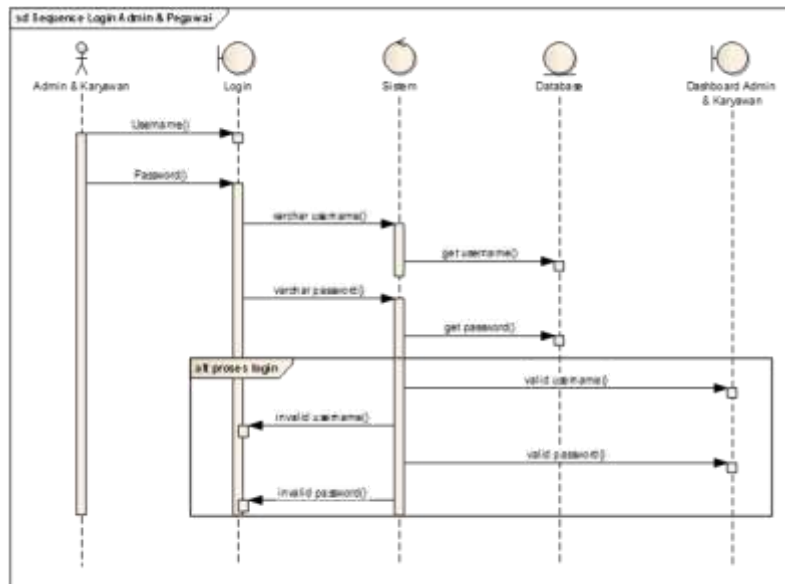 sd Sequence Login Admin & Pegawai
Admin & Karyawan
Login
Sistem
Database
Dashboard Admin
& Karyawan
Username()
Password()
varchar username()
get username()
varchar password()
get password()
alt proses login
valid username()
invalid username()
valid password()
invalid password()